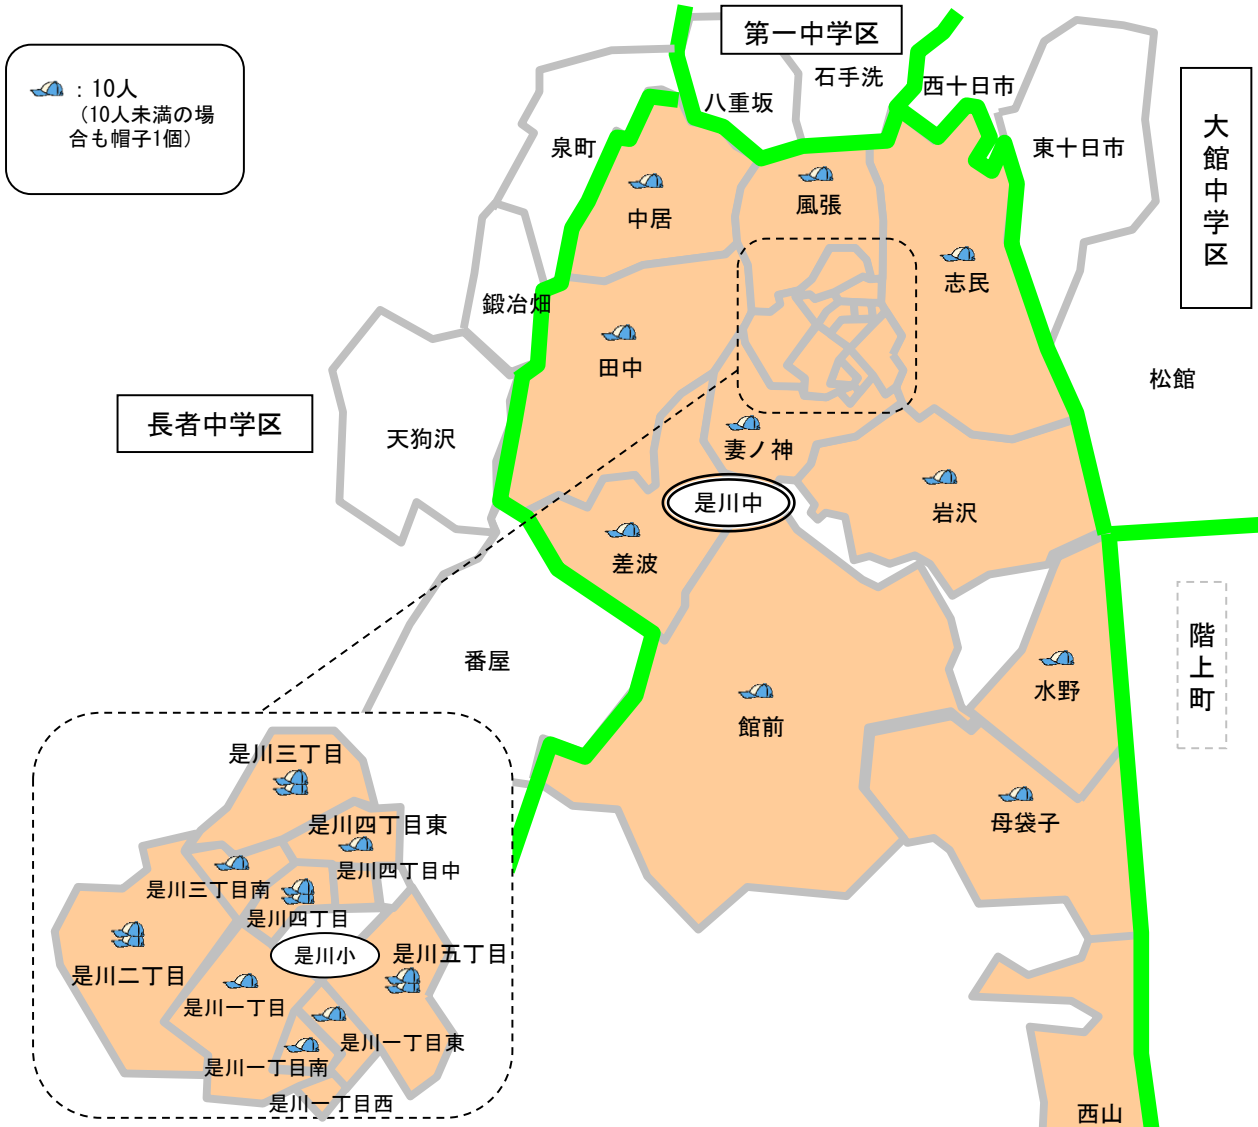 第一中学区
石手洗
：10人
（10人未満の場
合も帽子1個）
八重坂
西十日市
泉町
東十日市
大館中学区
風張
中居
志民
鍛冶畑
田中
松館
長者中学区
天狗沢
妻ノ神
是川中
岩沢
差波
番屋
階上町
水野
館前
是川三丁目
母袋子
是川四丁目東
是川四丁目中
是川三丁目南
是川四丁目
是川小
是川五丁目
是川二丁目
是川一丁目
是川一丁目東
是川一丁目南
是川一丁目西
西山